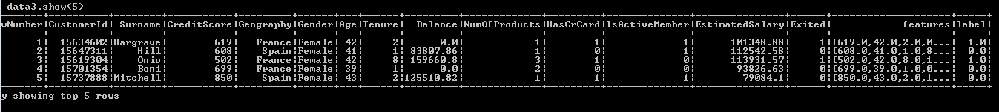 data3.show(5)
wNumber|CustomerId| Surname|CreditScore|Geography|Gender|Age|Tenure| Balance|NumOfProducts|HasCrCard|IsActiveMember|EstimatedSalary|Exited| features|label|
1| 15634602|Hargrave| 619| France|Female| 42| 2| 0.0| 1| 1| 1| 101348.88| 1|[619.0,42.0,2.0,0...| 1.0|
2| 15647311| Hill| 608| Spain|Female| 41| 1| 83807.86| 1| 0| 1| 112542.58| 0|[608.0,41.0,1.0,8...| 0.0|
3| 15619304| Onio| 502| France|Female| 42| 8| 159660.8| 3| 1| 0| 113931.57| 1|[502.0,42.0,8.0,1...| 1.0|
4| 15701354| Boni| 699| France|Female| 39| 1| 0.0| 2| 0| 0| 93826.63| 0|[699.0,39.0,1.0,0...| 0.0|
5| 15737888|Mitchell| 850| Spain|Female| 43| 2|125510.82| 1| 1| 1| 79084.1| 0|[850.0,43.0,2.0,1...| 0.0|
y showing top 5 rows